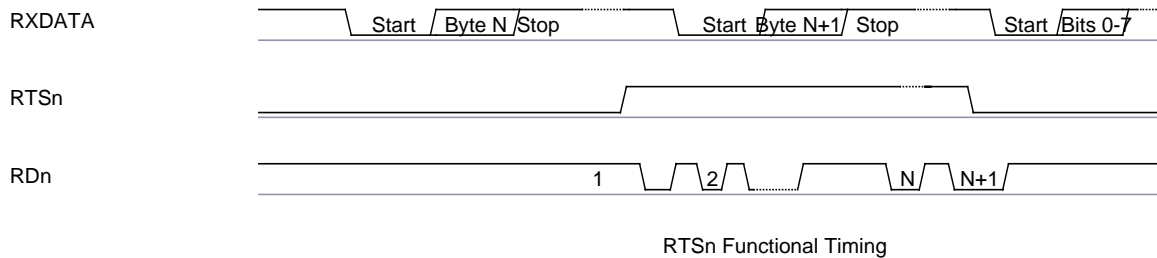 RXDATA Start Byte N Stop Start Byte N+1 Stop Start Bits 0-7
RTSn
RDn 1 2 N N+1
RTSn Functional Timing